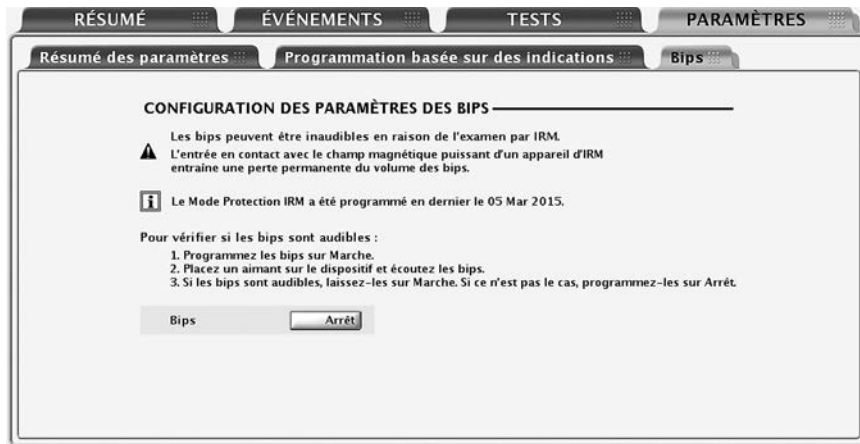 RÉSUMÉ ÉVÉNEMENTS TESTS PARAMÈTRES
Résumé des paramètres Programmation basée sur des indications Bips
CONFIGURATION DES PARAMÈTRES DES BIPS
Les bips peuvent être inaudibles en raison de l'examen par IRM.
L'entrée en contact avec le champ magnétique puissant d'un appareil d'IRM
entraîne une perte permanente du volume des bips.
i Le Mode Protection IRM a été programmé en dernier le 05 Mar 2015.
Pour vérifier si les bips sont audibles :
1. Programmez les bips sur Marche.
2. Placez un aimant sur le dispositif et écoutez les bips.
3. Si les bips sont audibles, laissez-les sur Marche. Si ce n'est pas le cas, programmez-les sur Arrêt.
Bips Arrêt